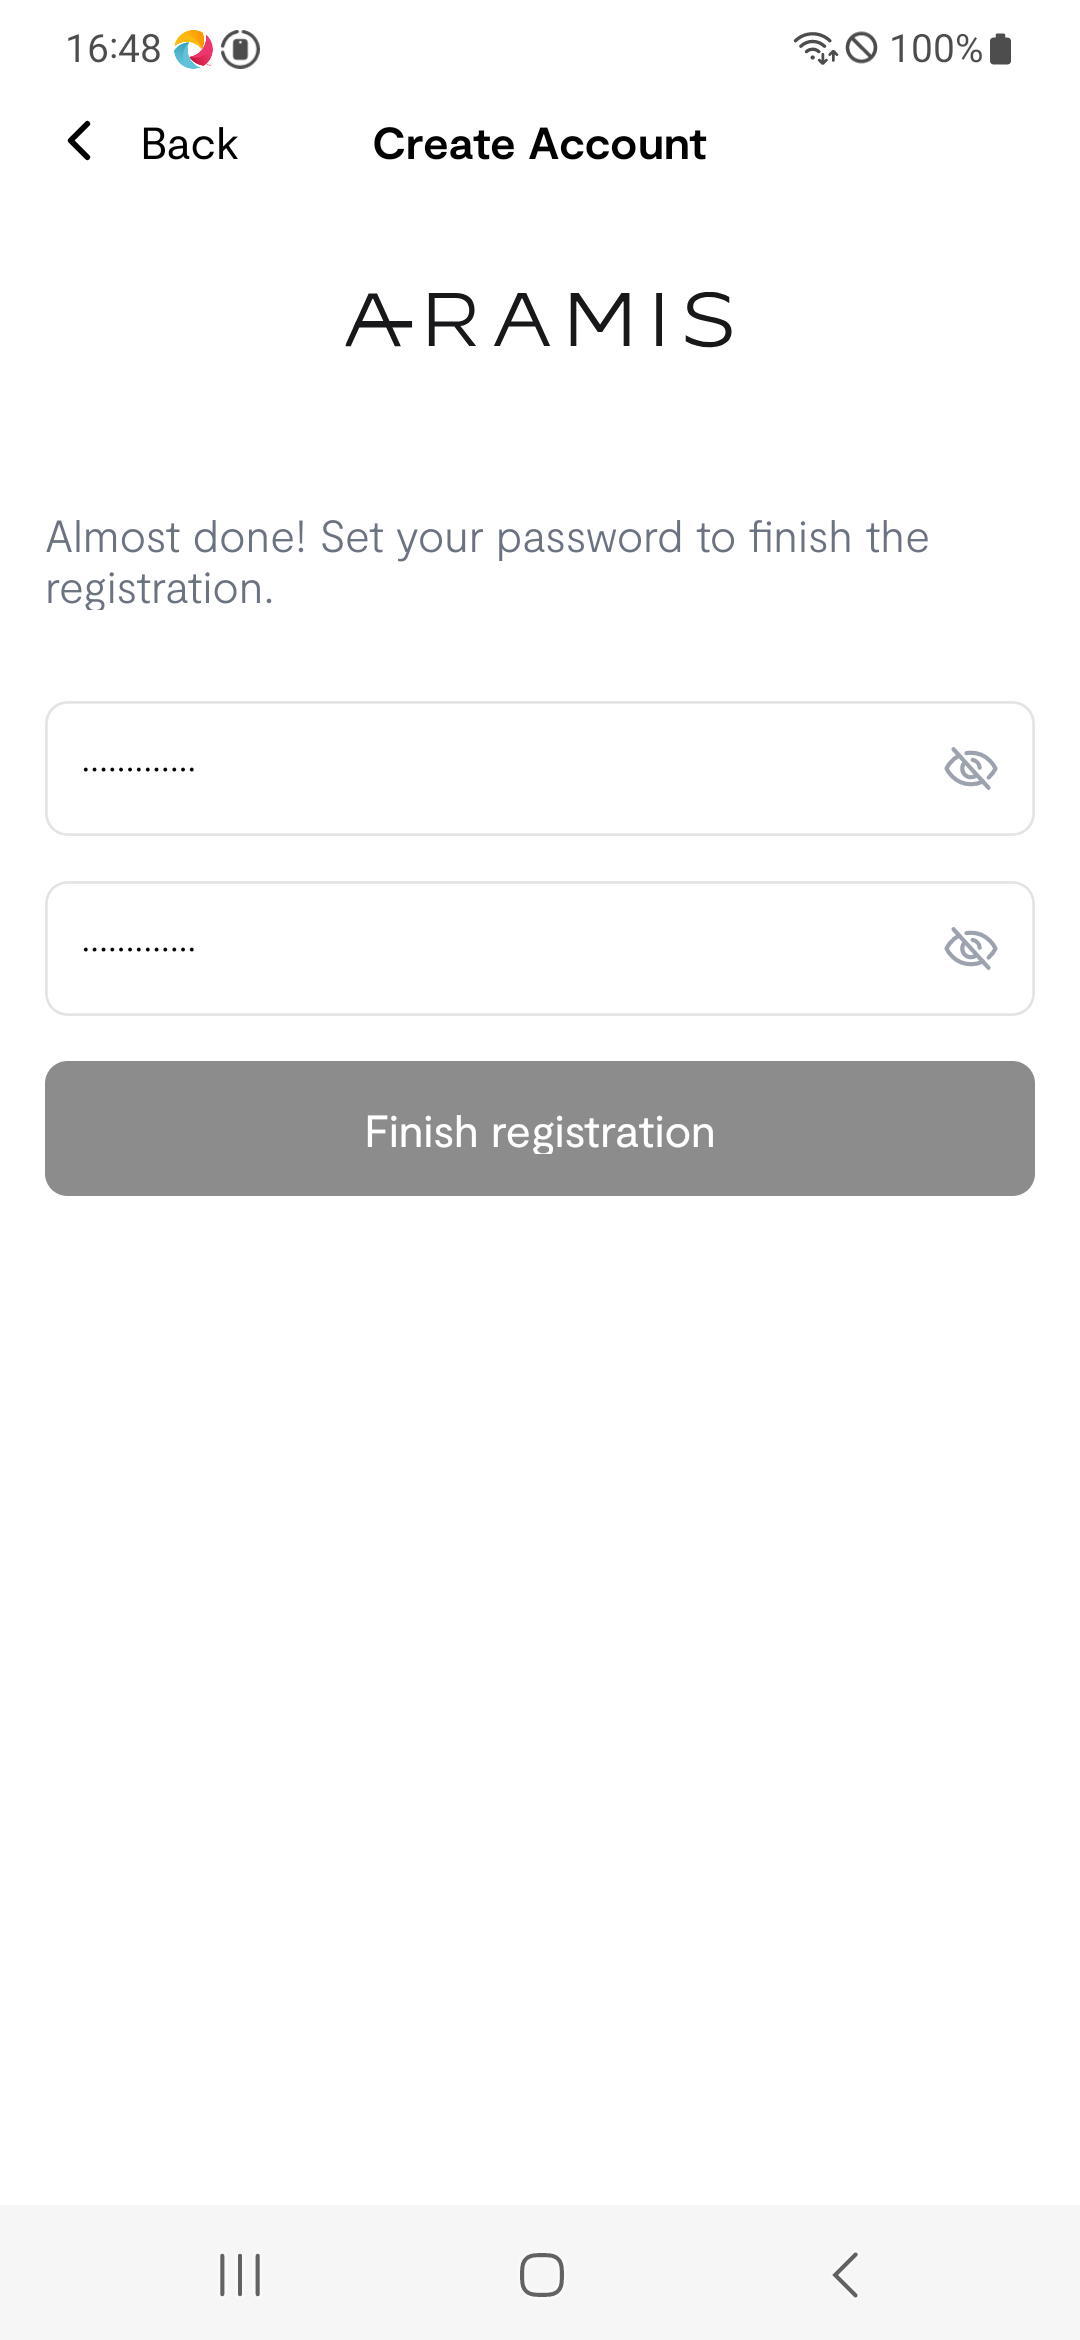 16:48
100%
Back
Create Account
ARAMIS
Almost done! Set your password to finish the
registration.
•••••••••••••
•••••••••••••
Finish registration